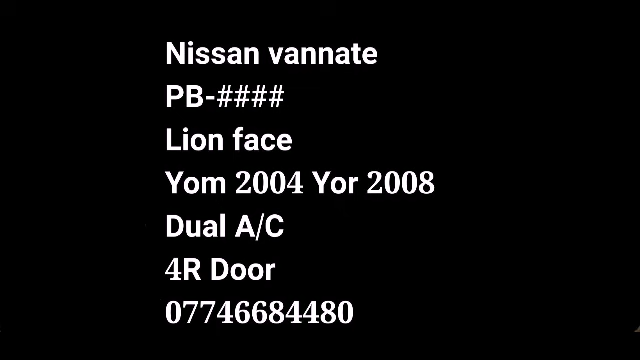 Nissan vannate
PB-####
Lion face
Yom 2004 Yor 2008
Dual A/C
4R Door
07746684480